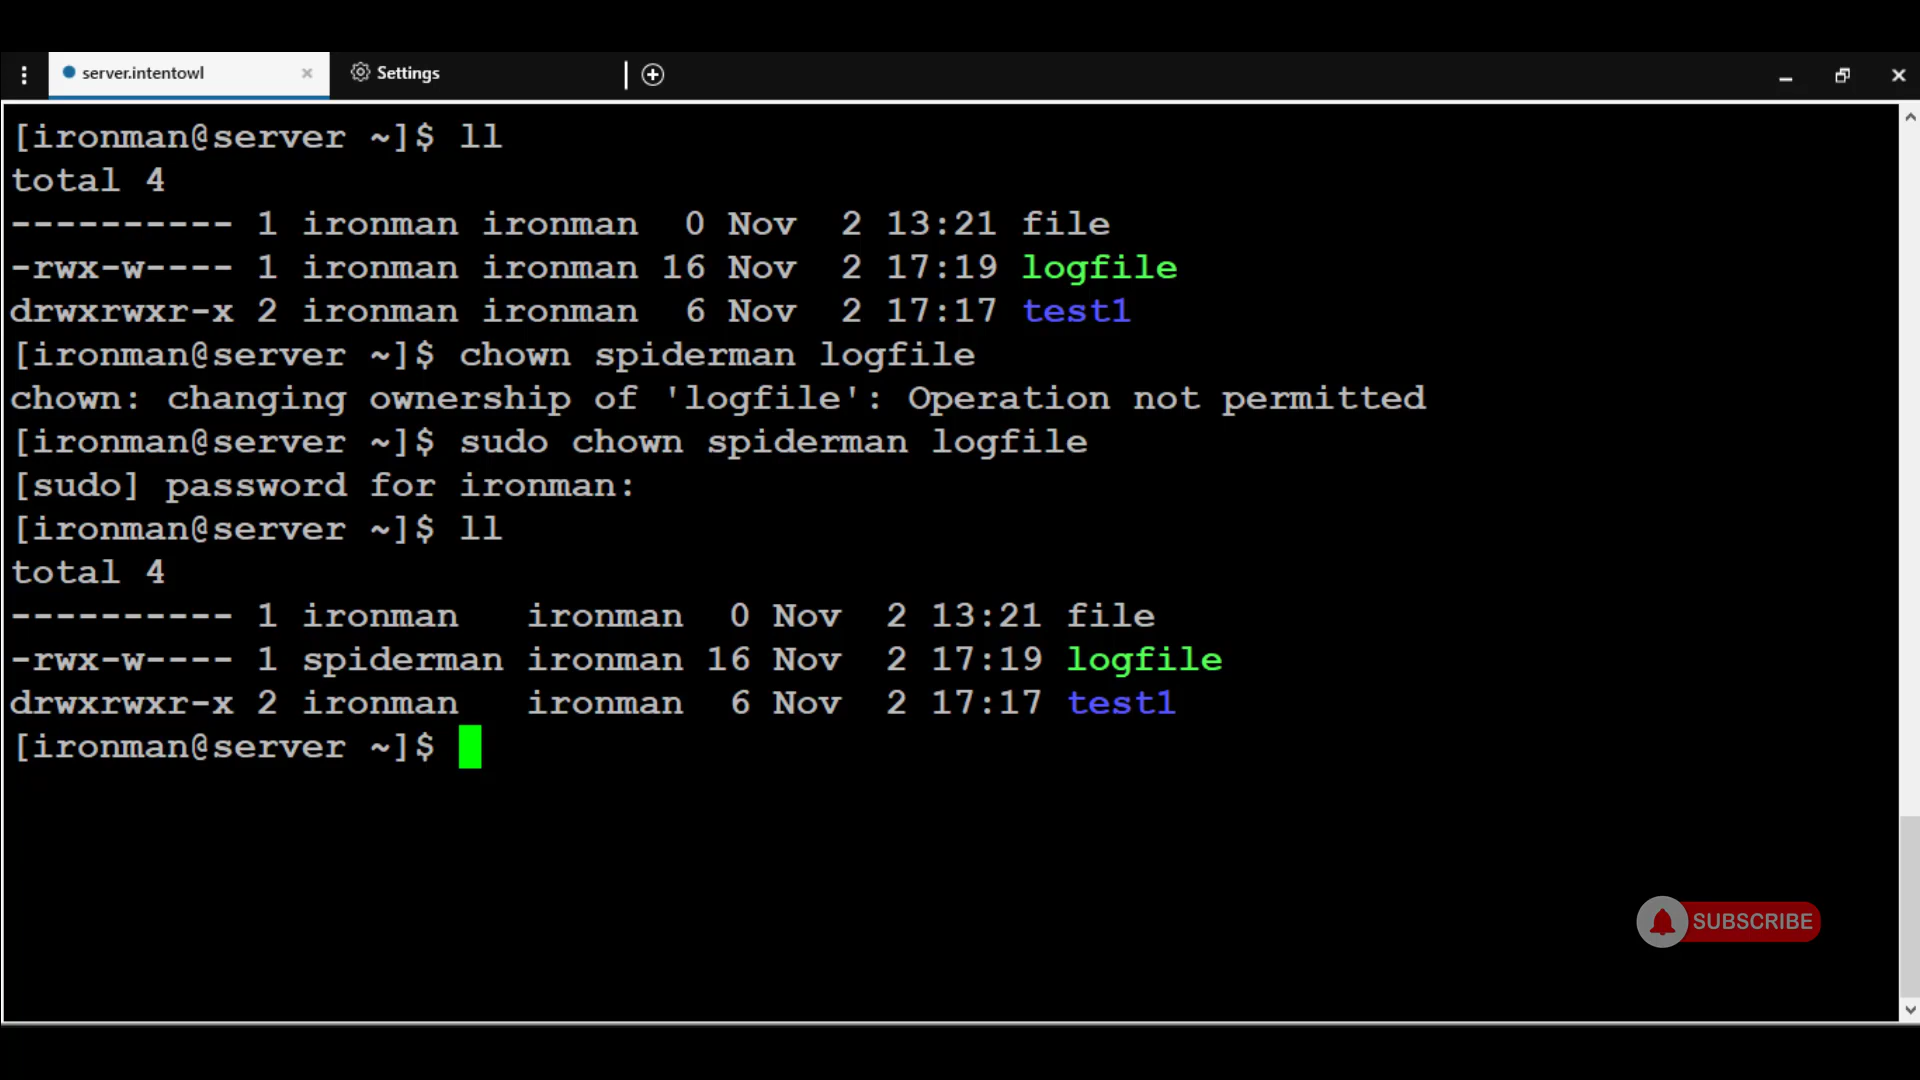 server.intentowl
Settings
[ironman@server ~]$ ll
total 4
---------- 1 ironman ironman  0 Nov  2 13:21 file
-rwx-w---- 1 ironman ironman 16 Nov  2 17:19 logfile
drwxrwxr-x 2 ironman ironman  6 Nov  2 17:17 test1
[ironman@server ~]$ chown spiderman logfile
chown: changing ownership of 'logfile': Operation not permitted
[ironman@server ~]$ sudo chown spiderman logfile
[sudo] password for ironman:
[ironman@server ~]$ ll
total 4
---------- 1 ironman   ironman  0 Nov  2 13:21 file
-rwx-w---- 1 spiderman ironman 16 Nov  2 17:19 logfile
drwxrwxr-x 2 ironman   ironman  6 Nov  2 17:17 test1
[ironman@server ~]$
SUBSCRIBE